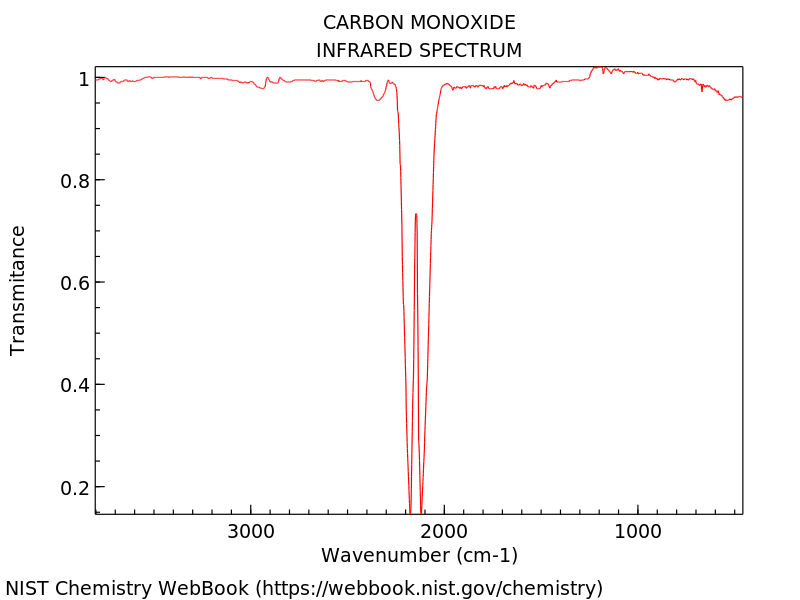 CARBON MONOXIDE
INFRARED SPECTRUM
1
0.8
0.6
0.4
0.2
Transmitance
3000 2000 1000
Wavenumber (cm-1)
NIST Chemistry WebBook (https://webbook.nist.gov/chemistry)